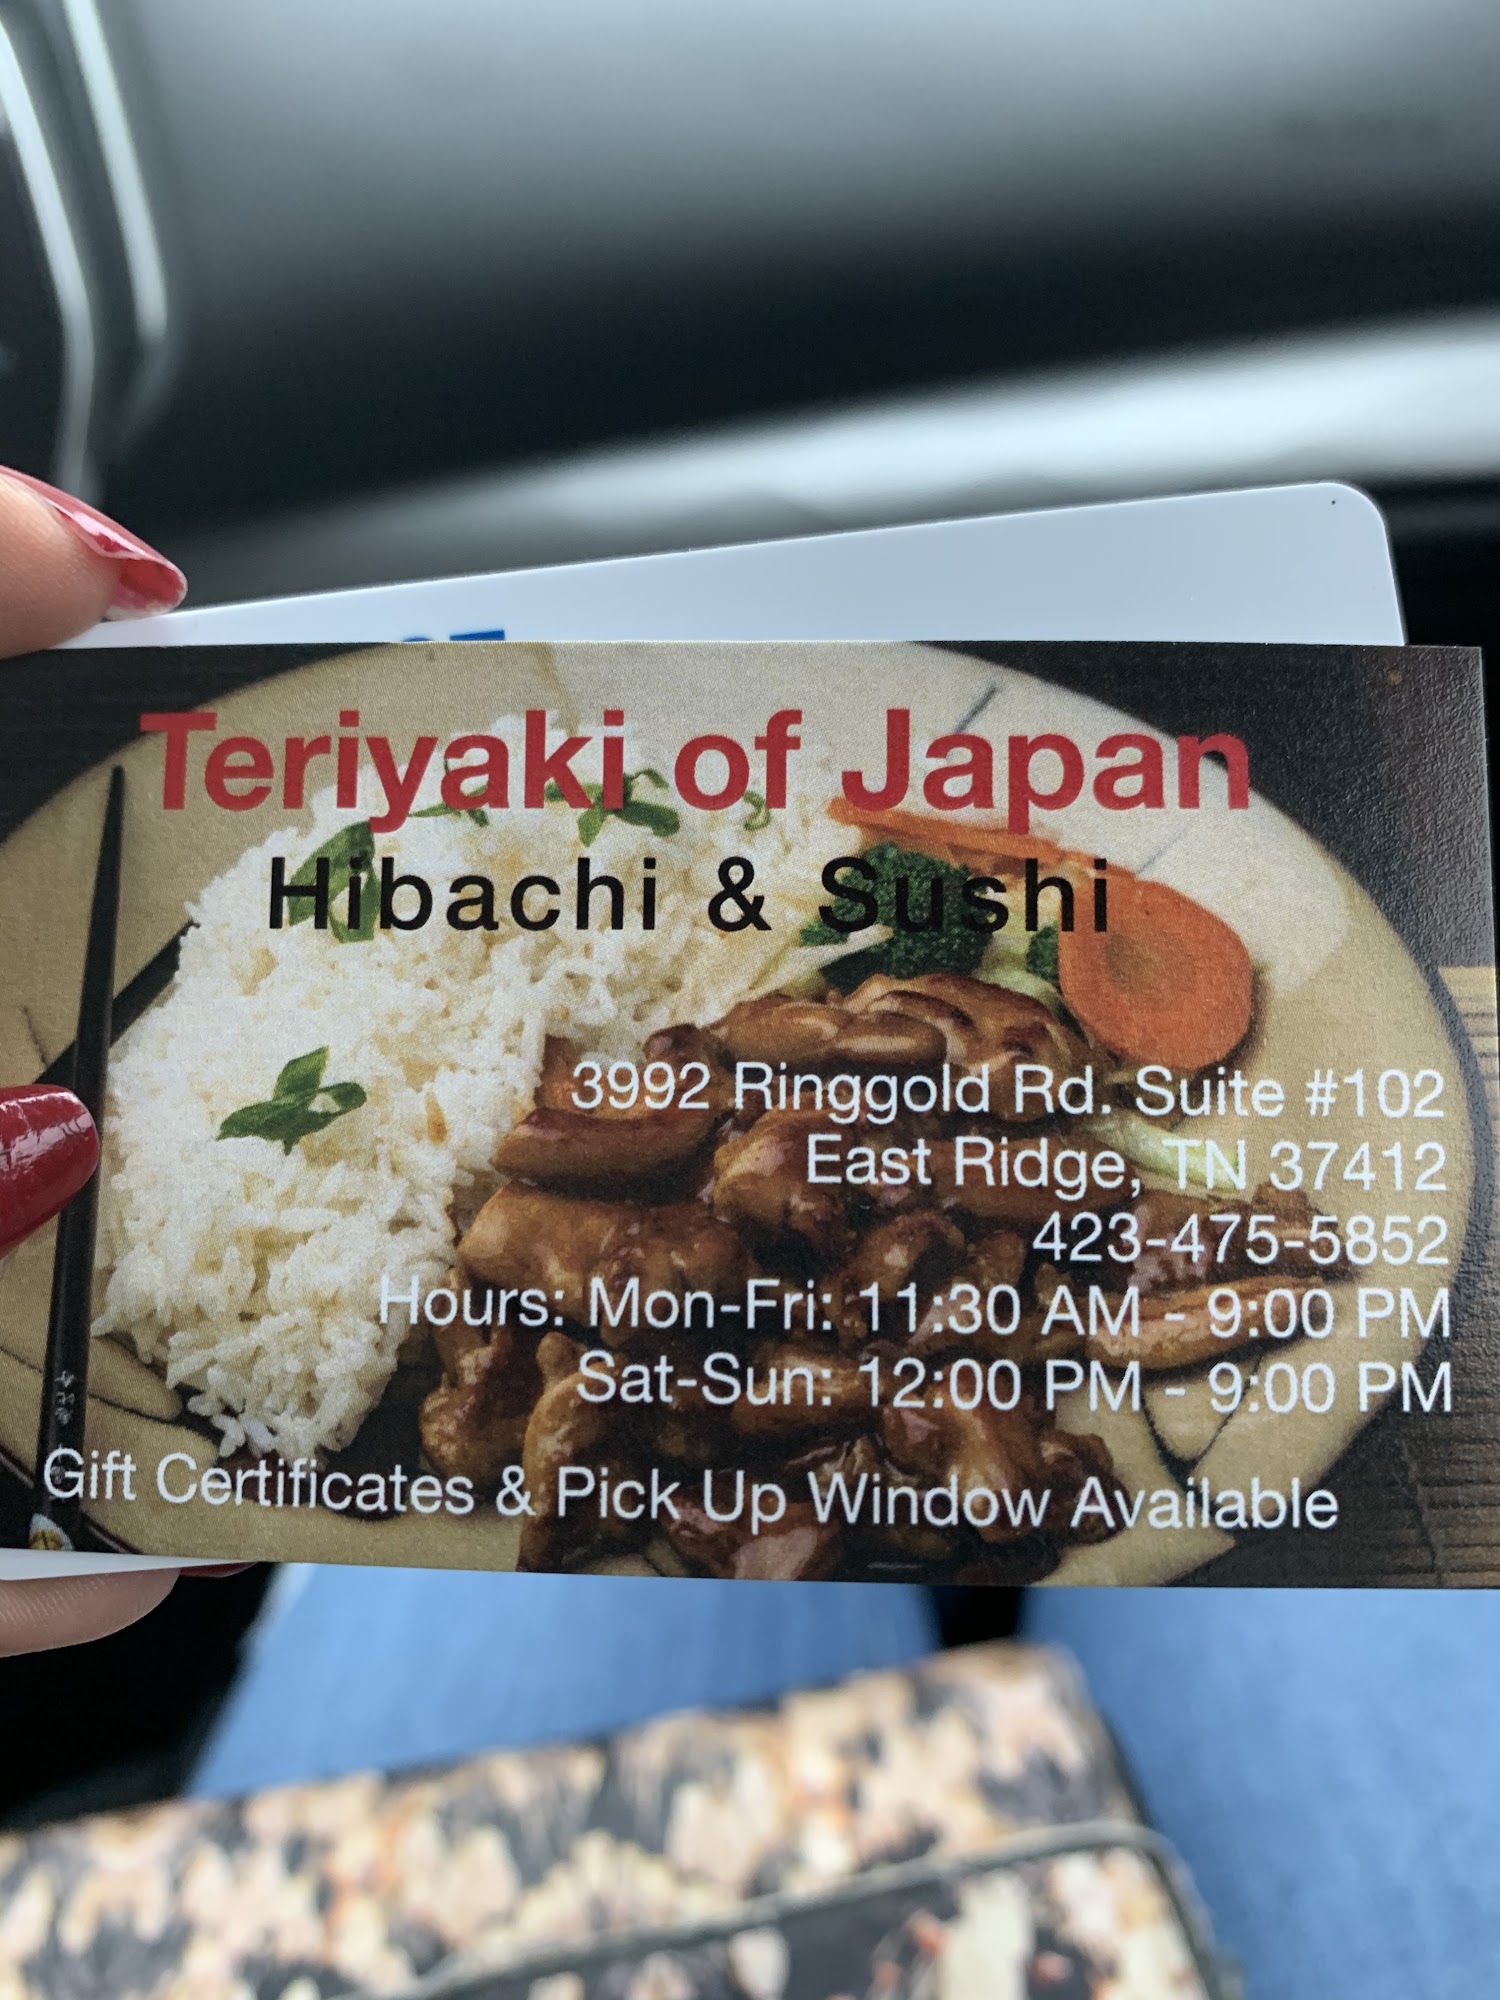 Teriyaki of Japan
Hibachi & Sushi
3992 Ringgold Rd. Suite #102
East Ridge, TN 37412
423-475-5852
Hours: Mon-Fri: 11:30 AM - 9:00 PM
Sat-Sun: 12:00 PM - 9:00 PM
Gift Certificates & Pick Up Window Available